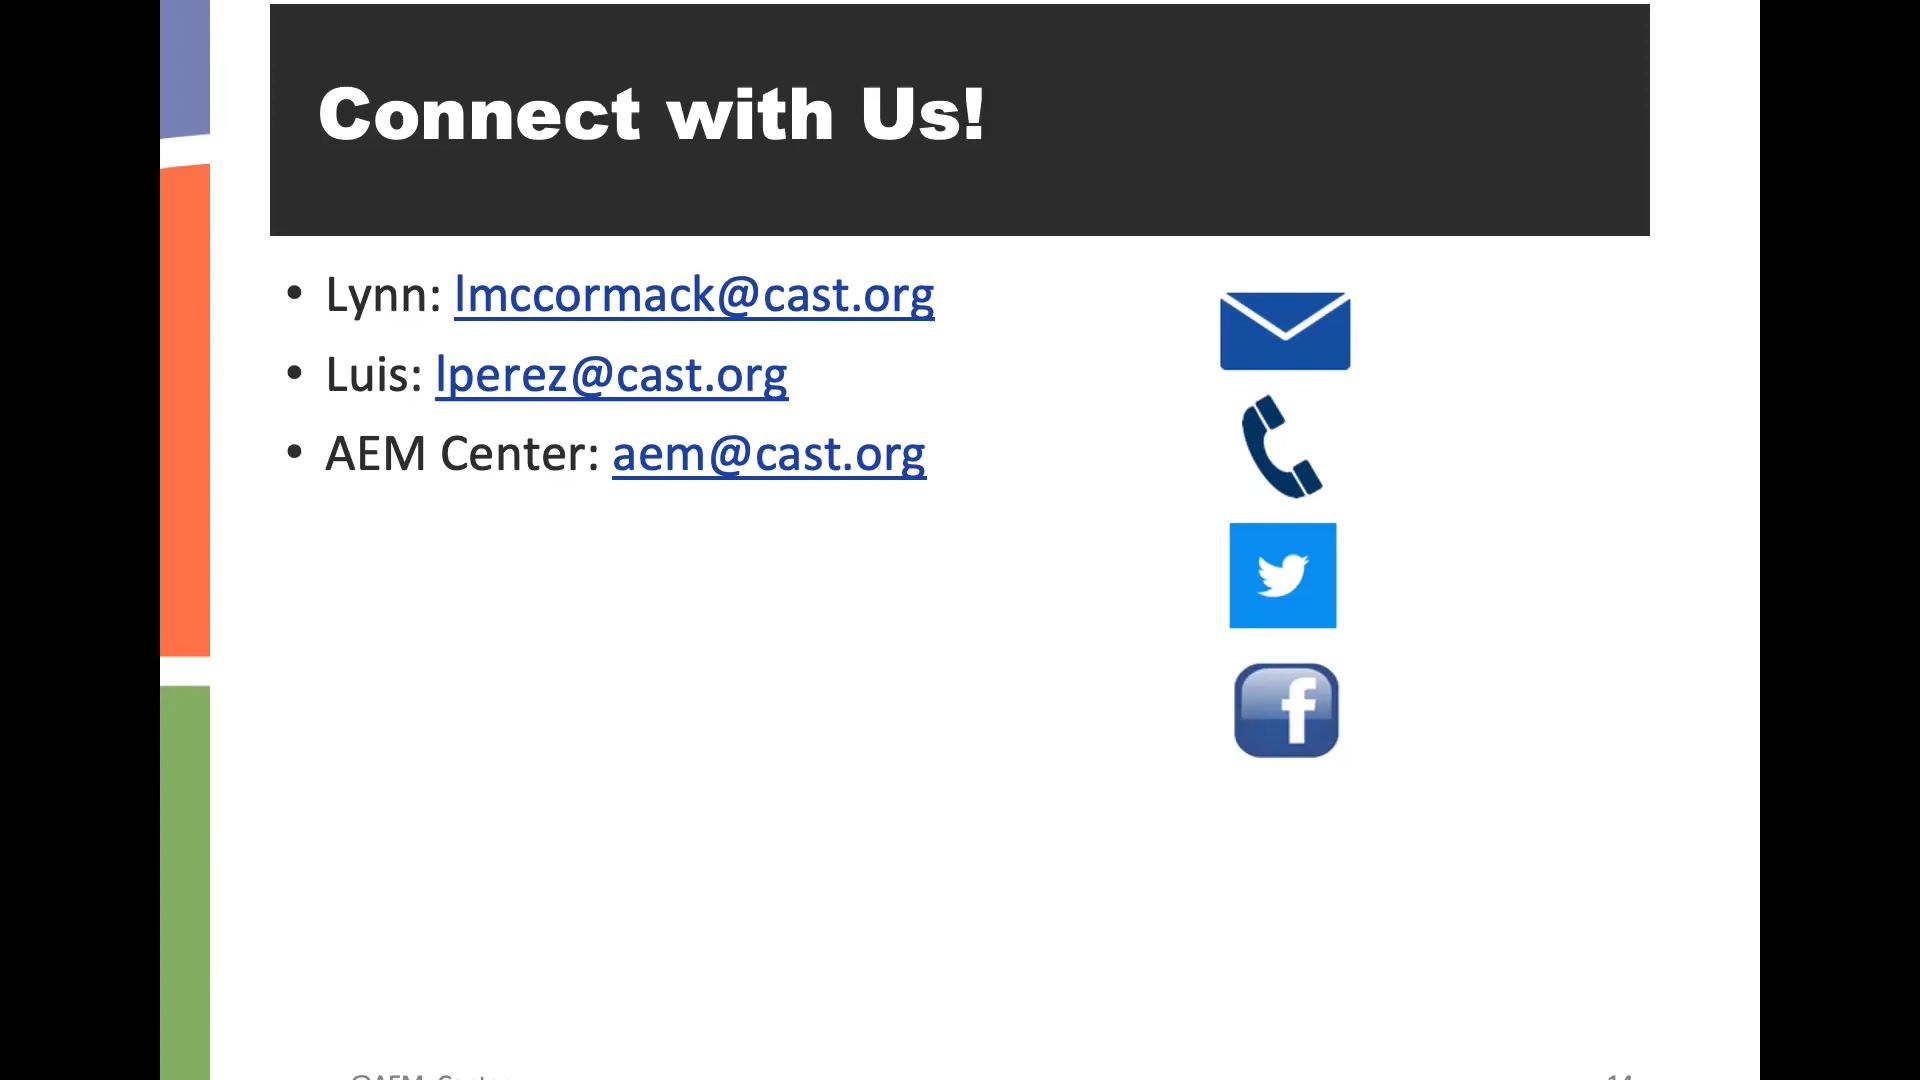 Connect with Us!
• Lynn: lmccormack@cast.org
• Luis: lperez@cast.org
• AEM Center: aem@cast.org